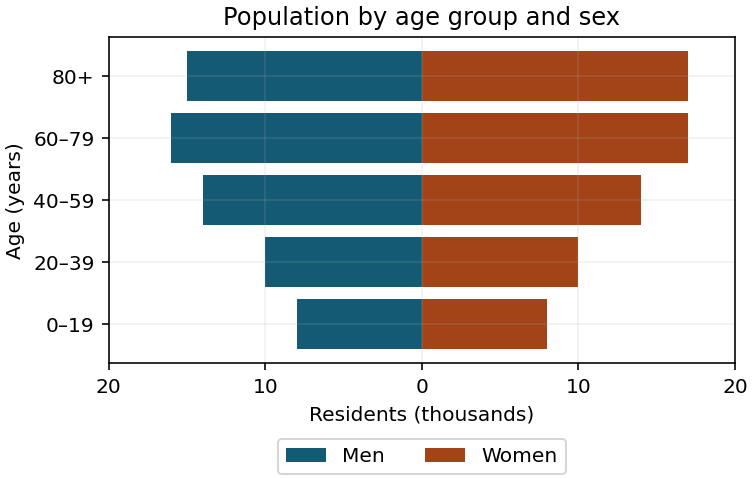 Population by age group and sex
Age (years)
80+
60–79
40–59
20–39
0–19
20 10 0 10 20
Residents (thousands)
Men Women